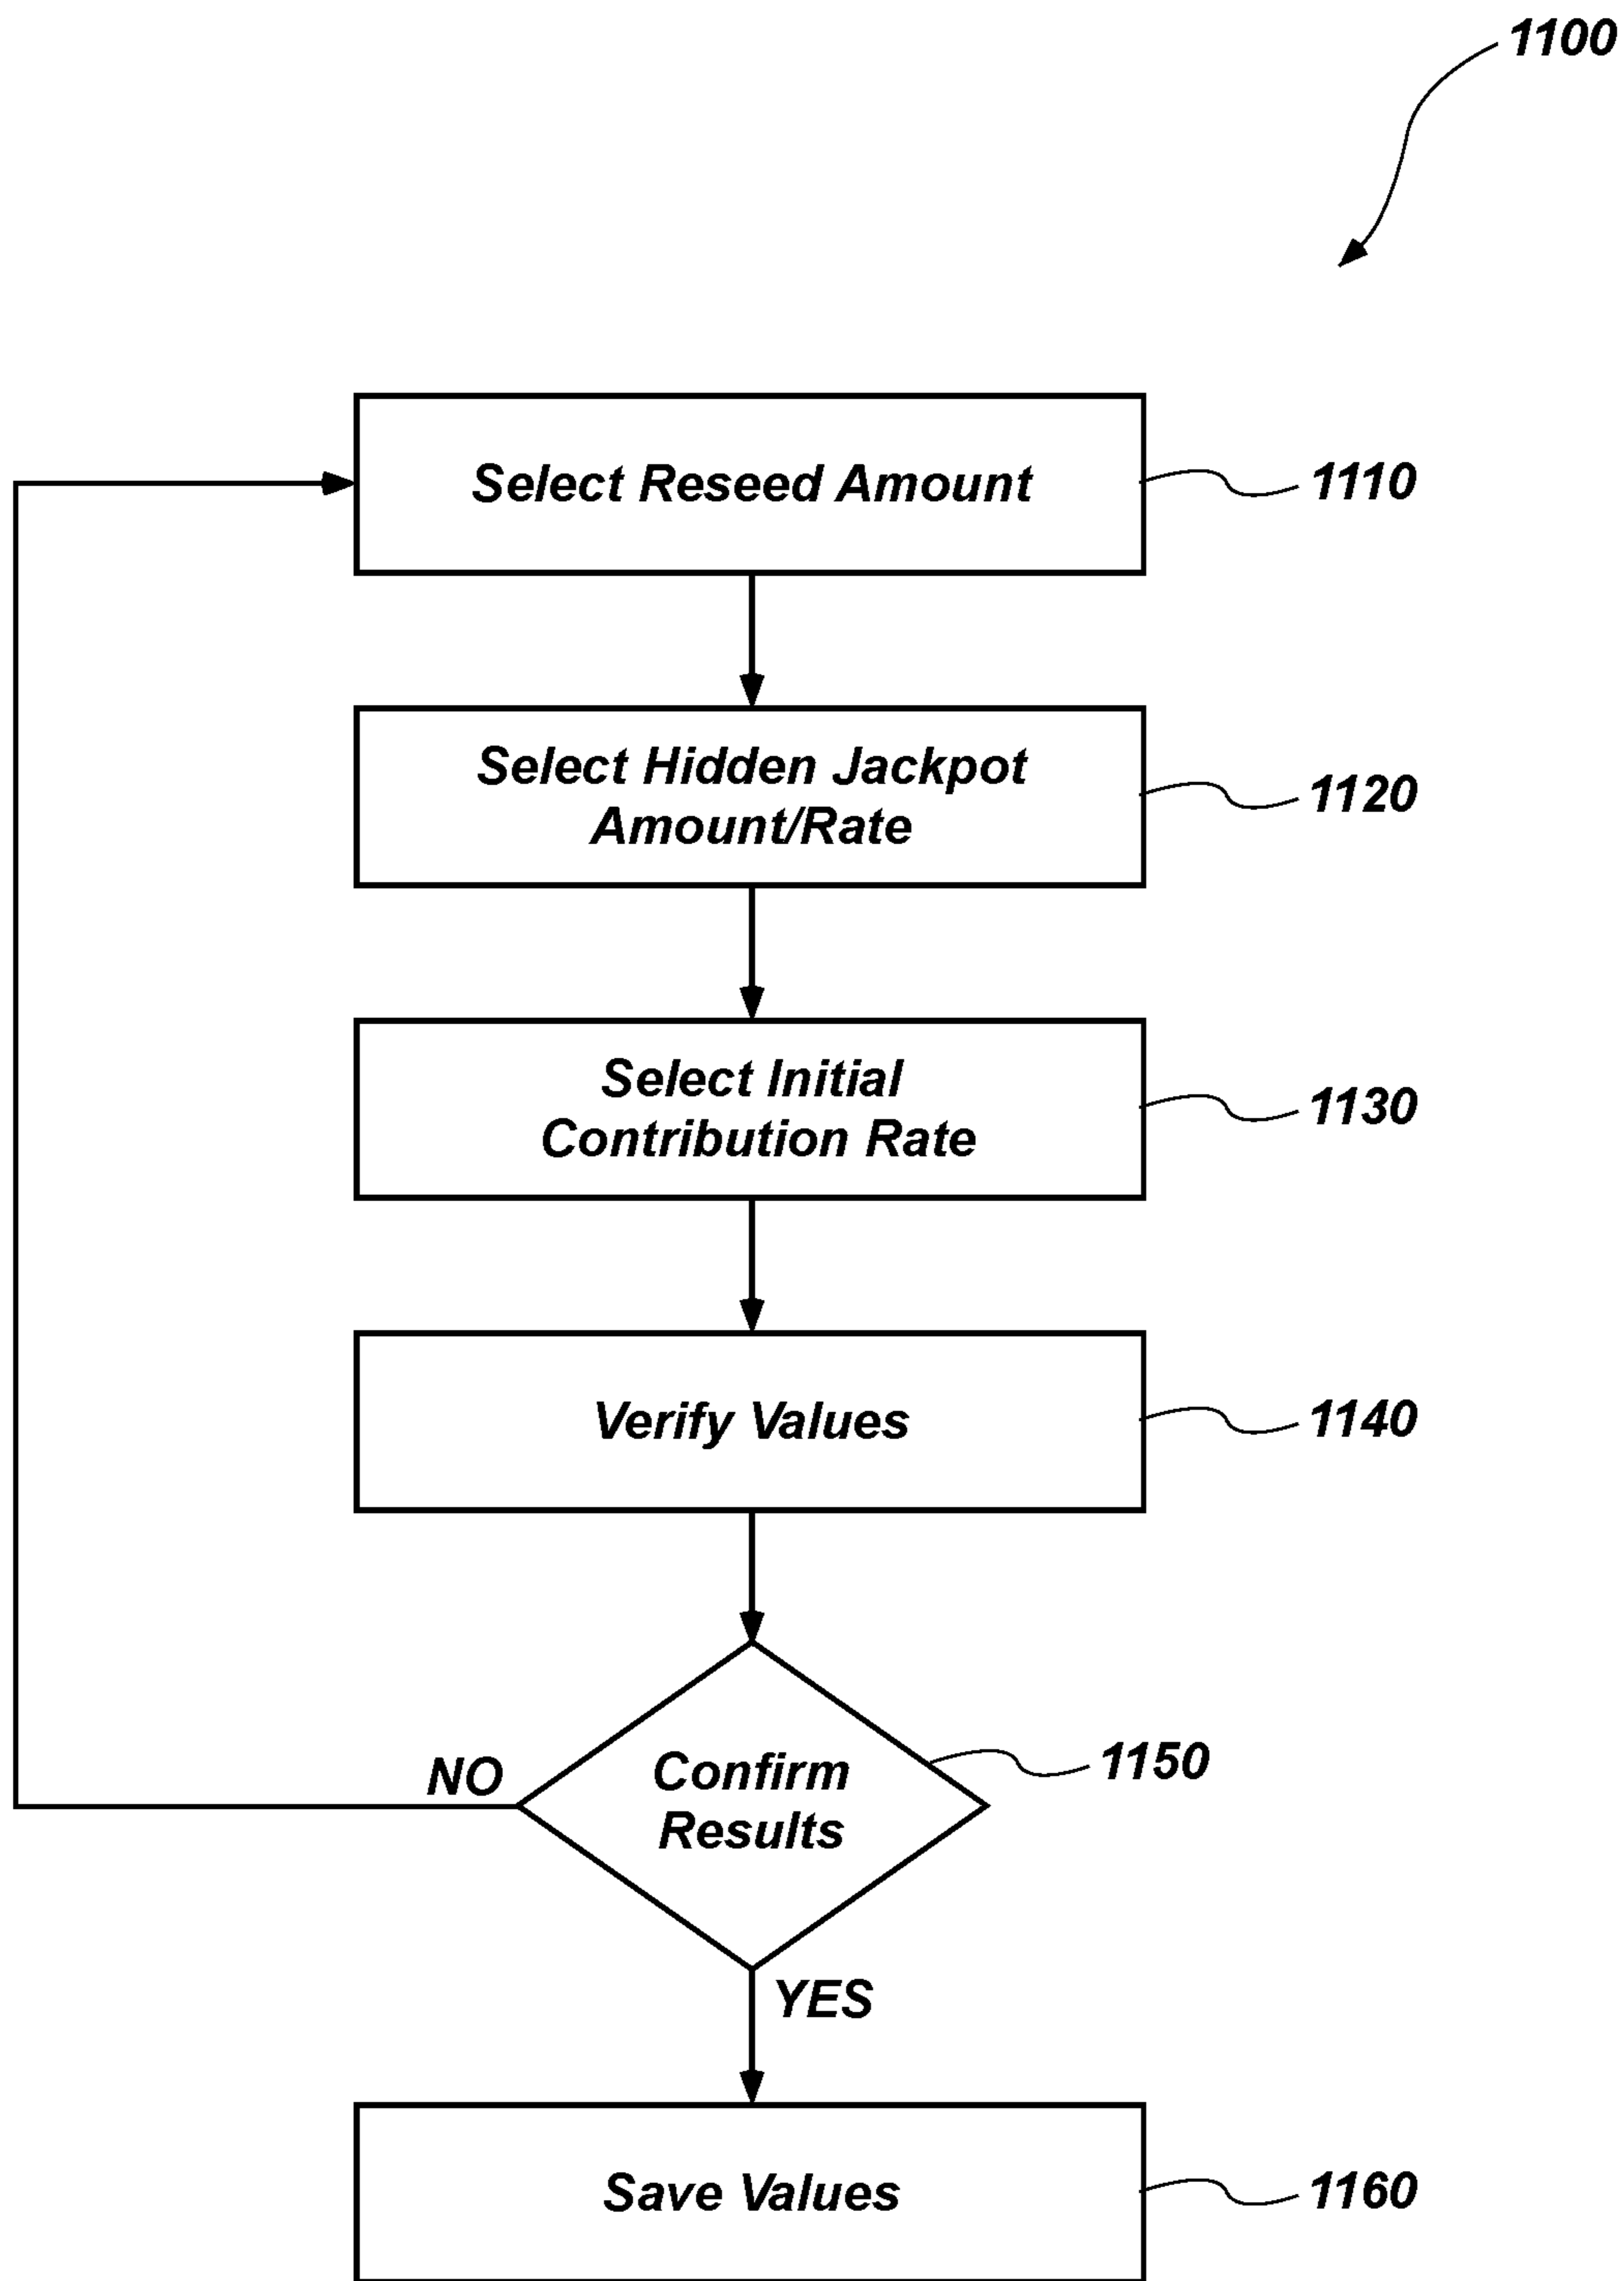 1100
Select Reseed Amount
1110
Select Hidden Jackpot
Amount/Rate
1120
Select Initial
Contribution Rate
1130
Verify Values
1140
Confirm
Results
1150
NO
YES
Save Values
1160